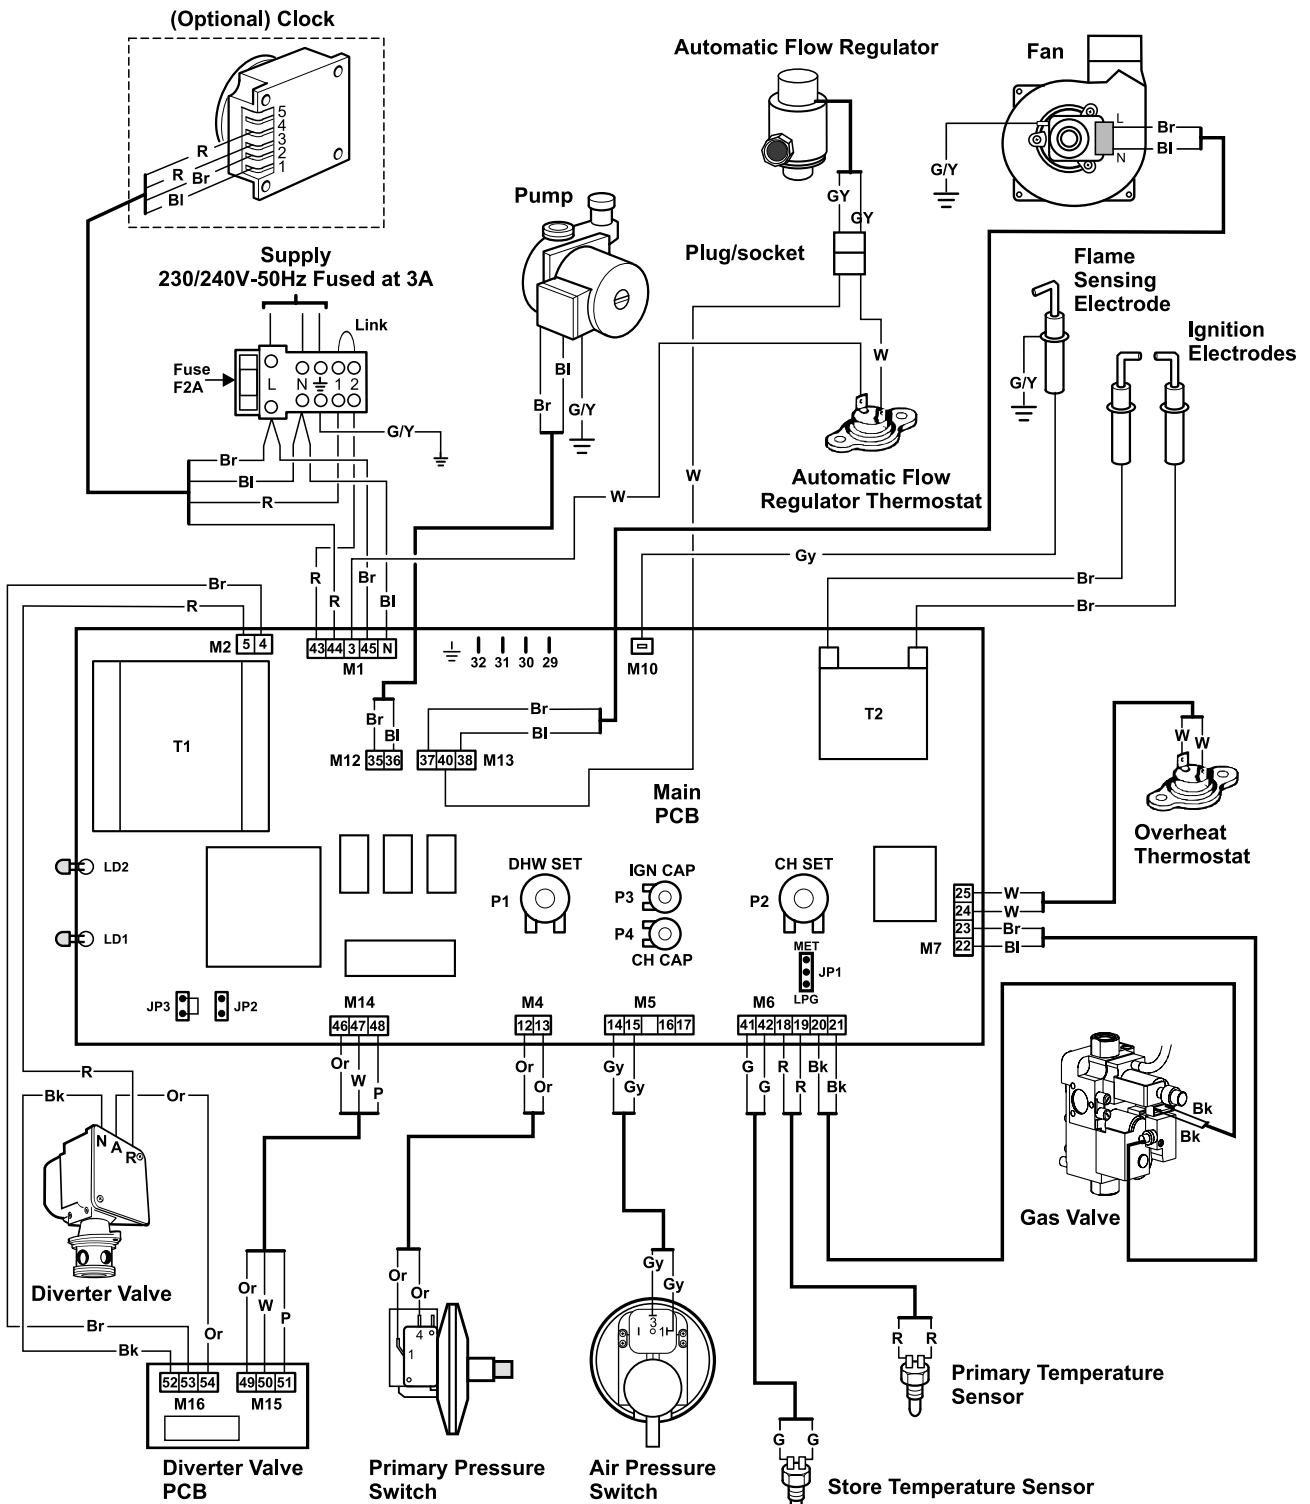 (Optional) Clock
5
4
3
2
1
R
R
Br
Bl
Automatic Flow Regulator
GY
GY
Plug/socket
Fan
L
N
Br
Bl
G/Y
Pump
Br
Bl
G/Y
Supply
230/240V-50Hz Fused at 3A
Link
Fuse
F2A
L N 1 2
G/Y
Br
Bl
R
Flame
Sensing
Electrode
G/Y
Ignition
Electrodes
W
Automatic Flow
Regulator Thermostat
W
W
Gy
Br
Br
R
R
Br
Bl
Br
R
M2
5 4
43 44 3 45 N
M1
32 31 30 29
M10
T1
T2
Br
Bl
M12
35 36
Br
Bl
37 40 38
M13
Main
PCB
W
W
Overheat
Thermostat
LD2
LD1
DHW SET
P1
IGN CAP
P3
P4
CH CAP
CH SET
P2
MET
JP1
LPG
25
24
23
22
M7
W
W
Br
Bl
JP3
JP2
M14
46 47 48
M4
12 13
M5
14 15 16 17
M6
41 42 18 19 20 21
Or
W
P
Or
Or
Gy
Gy
G
G
R
R
Bk
Bk
R
Bk
Or
N
A
R
Diverter Valve
Bk
Bk
Gas Valve
Or
W
P
Br
Bk
Or
52 53 54
M16
49 50 51
M15
Diverter Valve
PCB
Or
Or
4
1
Primary Pressure
Switch
Gy
Gy
3
1
Air Pressure
Switch
R
R
Primary Temperature
Sensor
G
G
Store Temperature Sensor